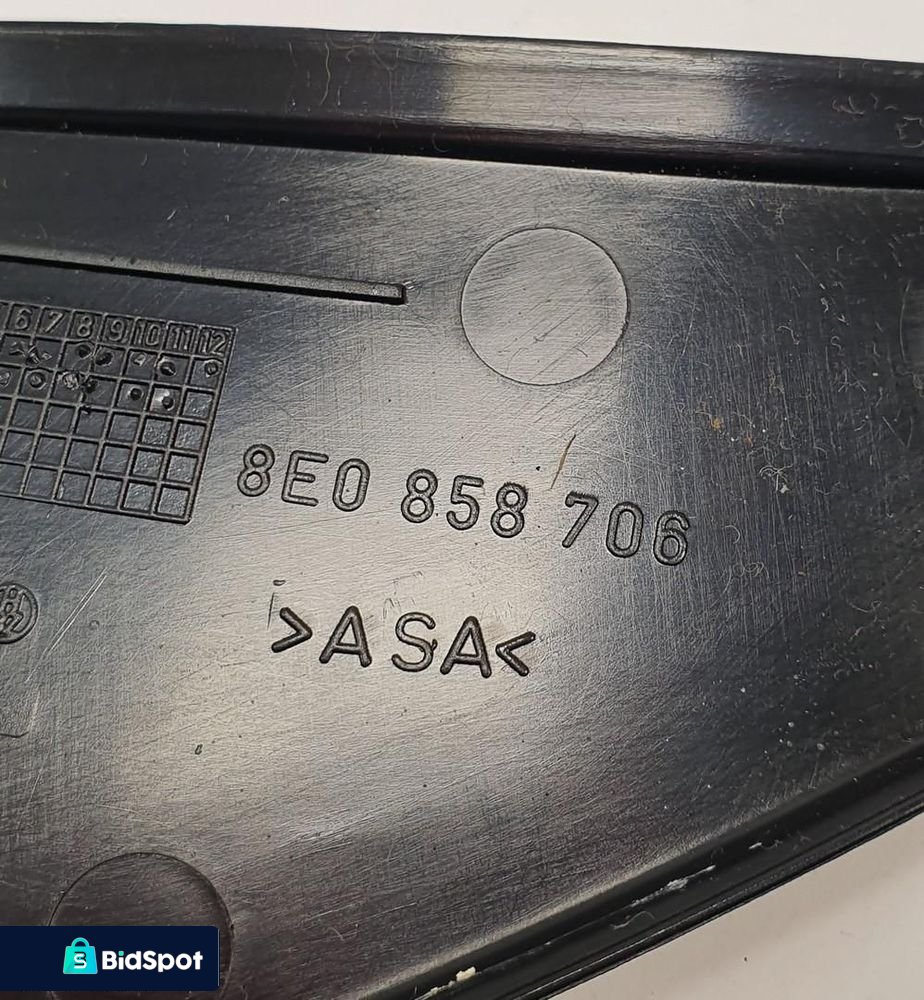 6 7 8 9 10 11 12
8E0 858 706
>ASA<
BidSpot